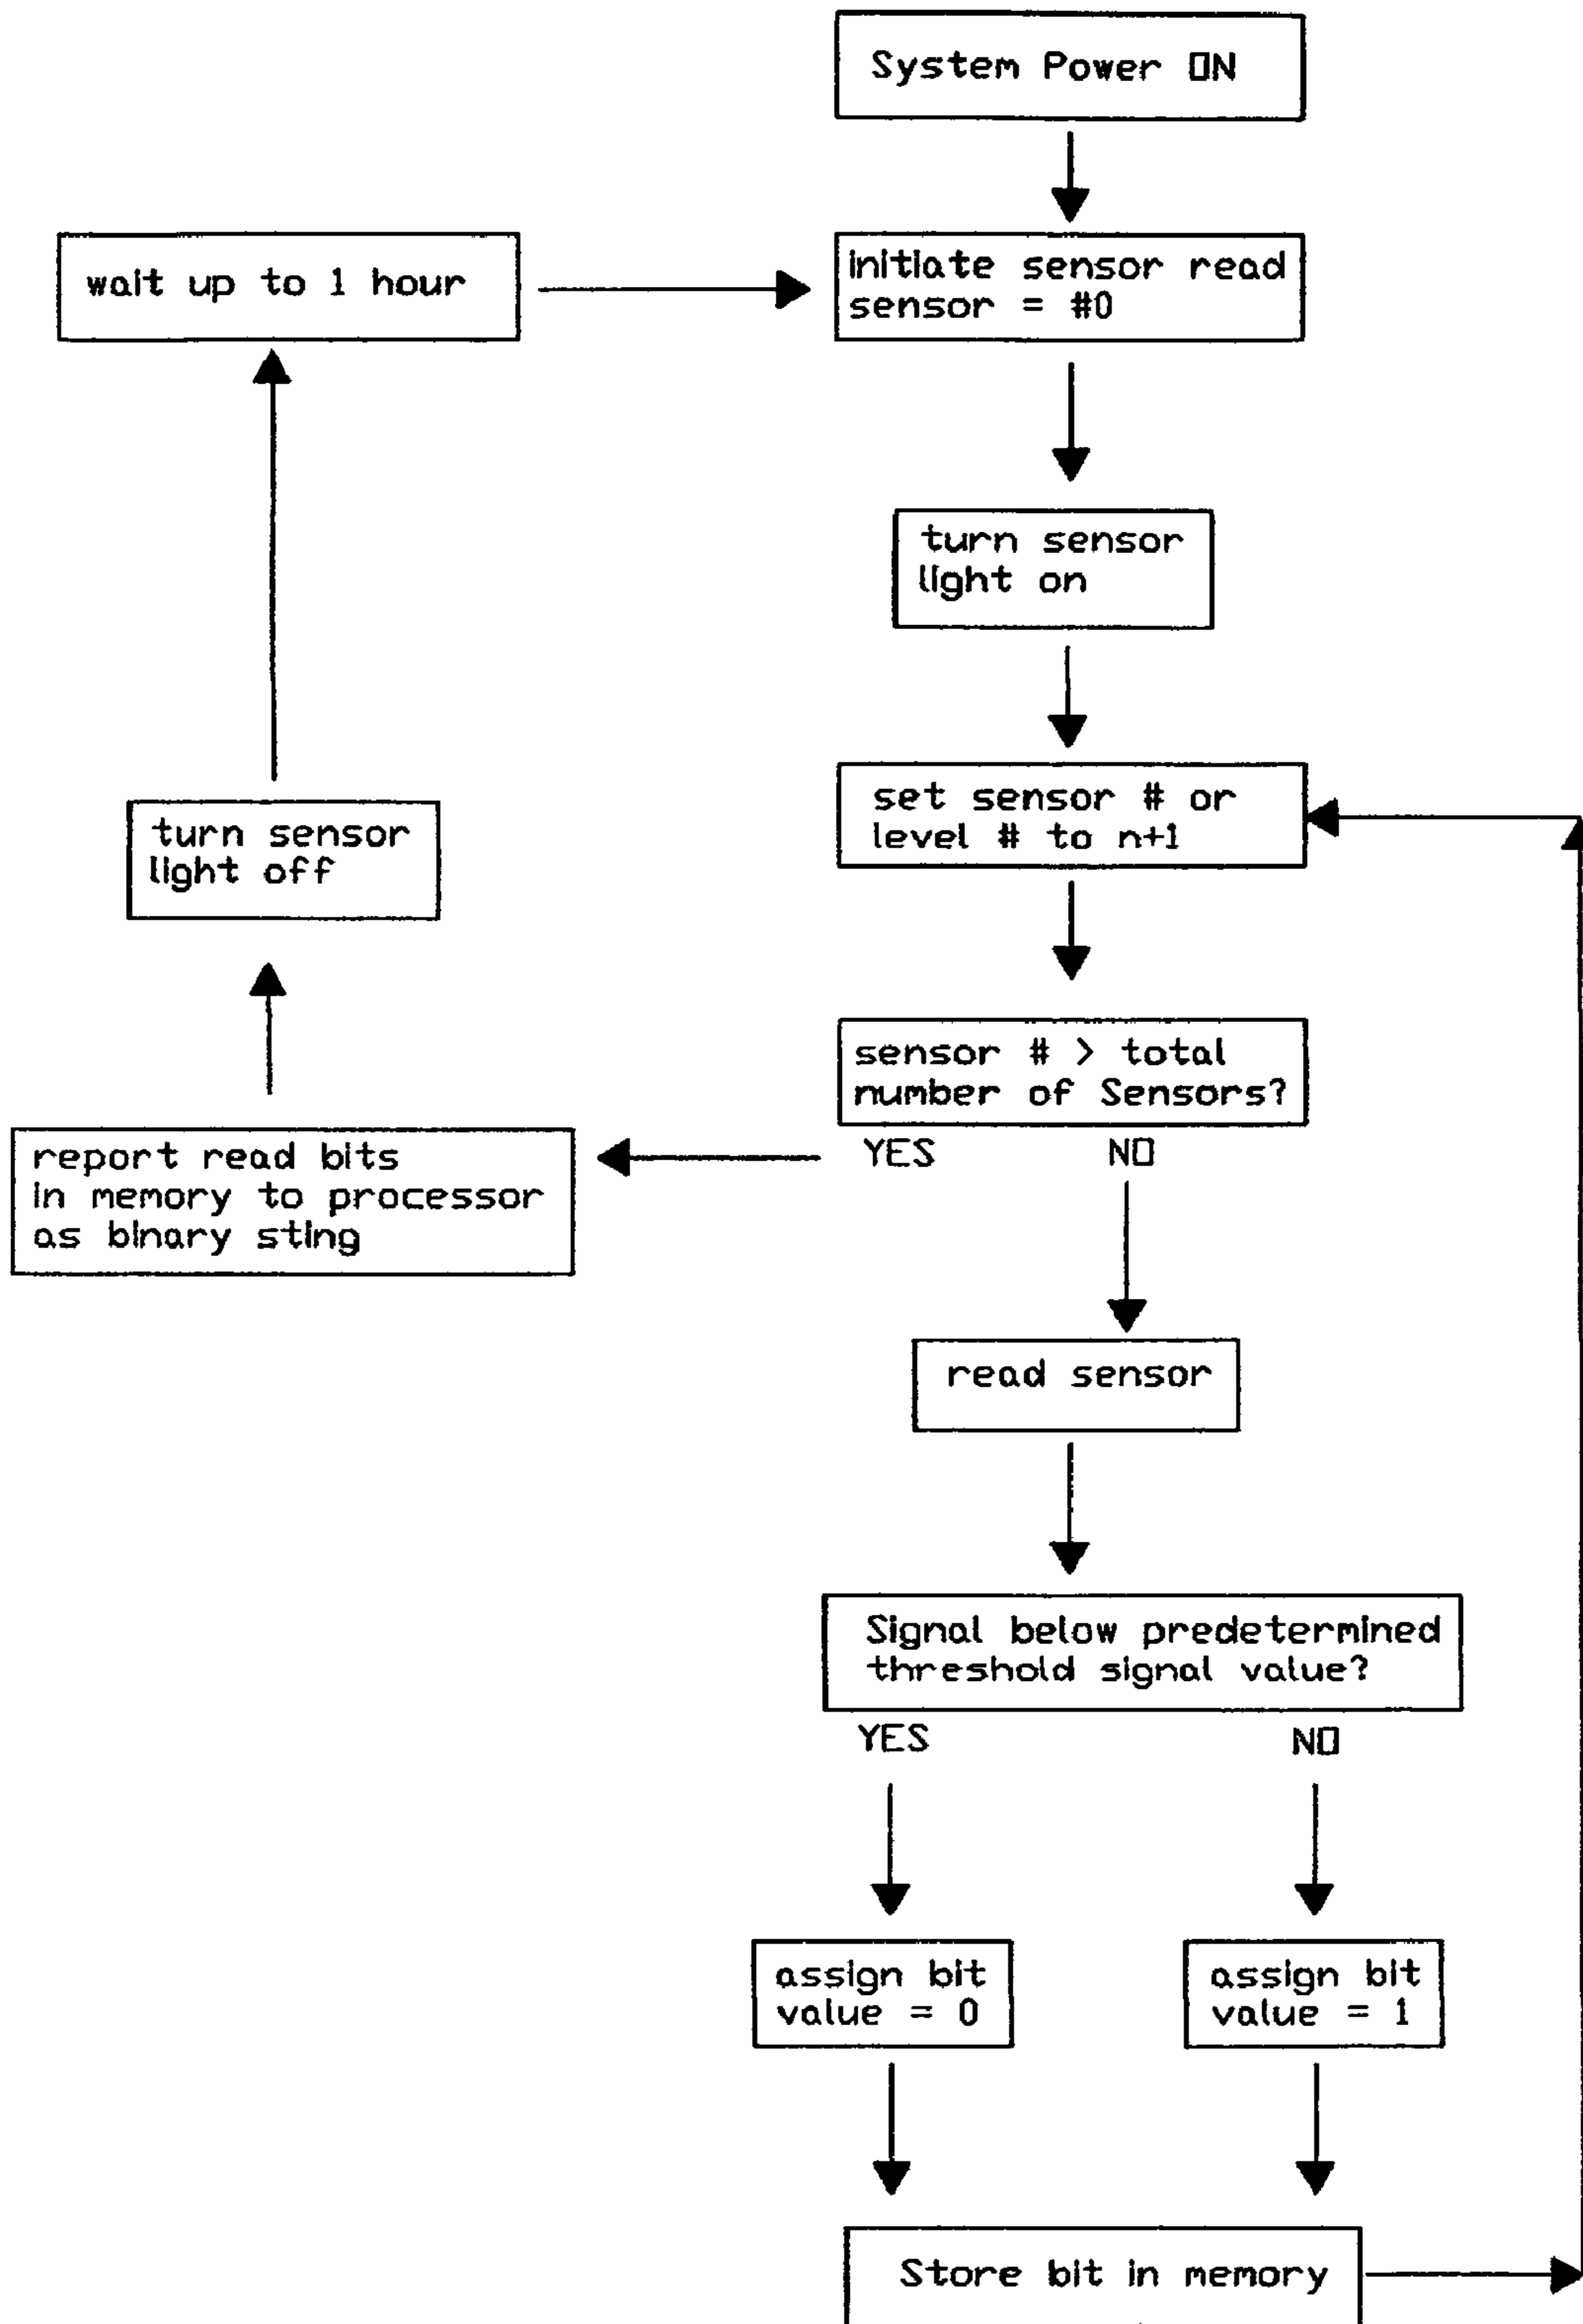 System Power ON
wait up to 1 hour
initiate sensor read
sensor = #0
turn sensor
light on
set sensor # or
level # to n+1
turn sensor
light off
sensor # > total
number of Sensors?
YES NO
report read bits
in memory to processor
as binary sting
read sensor
Signal below predetermined
threshold signal value?
YES NO
assign bit
value = 0
assign bit
value = 1
Store bit in memory